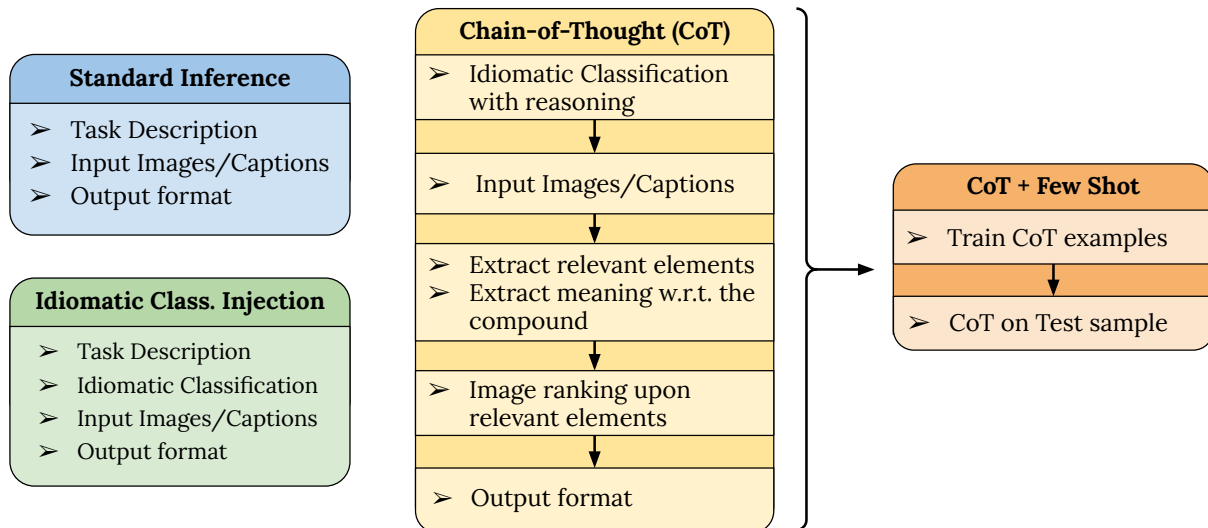 Standard Inference
➢ Task Description
➢ Input Images/Captions
➢ Output format
Idiomatic Class. Injection
➢ Task Description
➢ Idiomatic Classification
➢ Input Images/Captions
➢ Output format
Chain-of-Thought (CoT)
➢ Idiomatic Classification
with reasoning
➢ Input Images/Captions
➢ Extract relevant elements
➢ Extract meaning w.r.t. the
compound
➢ Image ranking upon
relevant elements
➢ Output format
CoT + Few Shot
➢ Train CoT examples
➢ CoT on Test sample